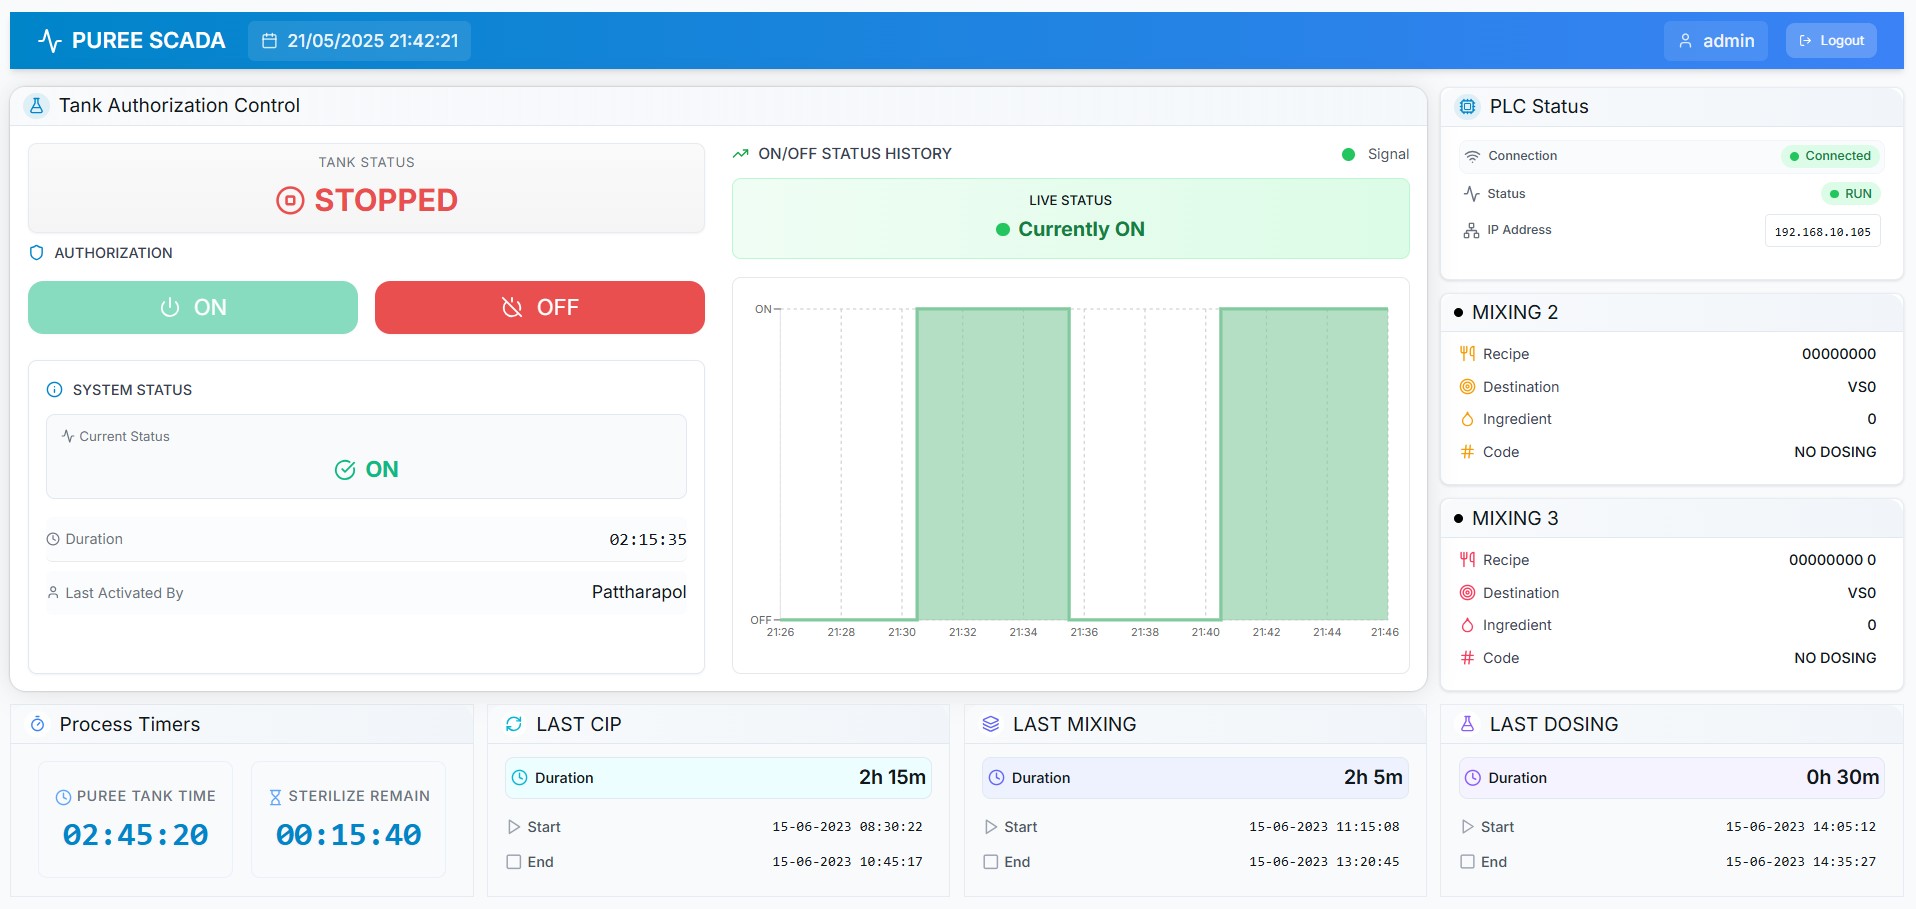 PUREE SCADA
21/05/2025 21:42:21
admin
Logout
Tank Authorization Control
TANK STATUS
STOPPED
AUTHORIZATION
ON
OFF
SYSTEM STATUS
Current Status
ON
Duration 02:15:35
Last Activated By Pattharapol
ON/OFF STATUS HISTORY
Signal
LIVE STATUS
Currently ON
ON
OFF
21:26 21:28 21:30 21:32 21:34 21:36 21:38 21:40 21:42 21:44 21:46
PLC Status
Connection Connected
Status RUN
IP Address 192.168.10.105
MIXING 2
Recipe 00000000
Destination VS0
Ingredient 0
Code NO DOSING
MIXING 3
Recipe 00000000 0
Destination VS0
Ingredient 0
Code NO DOSING
Process Timers
PUREE TANK TIME
02:45:20
STERILIZE REMAIN
00:15:40
LAST CIP
Duration 2h 15m
Start 15-06-2023 08:30:22
End 15-06-2023 10:45:17
LAST MIXING
Duration 2h 5m
Start 15-06-2023 11:15:08
End 15-06-2023 13:20:45
LAST DOSING
Duration 0h 30m
Start 15-06-2023 14:05:12
End 15-06-2023 14:35:27